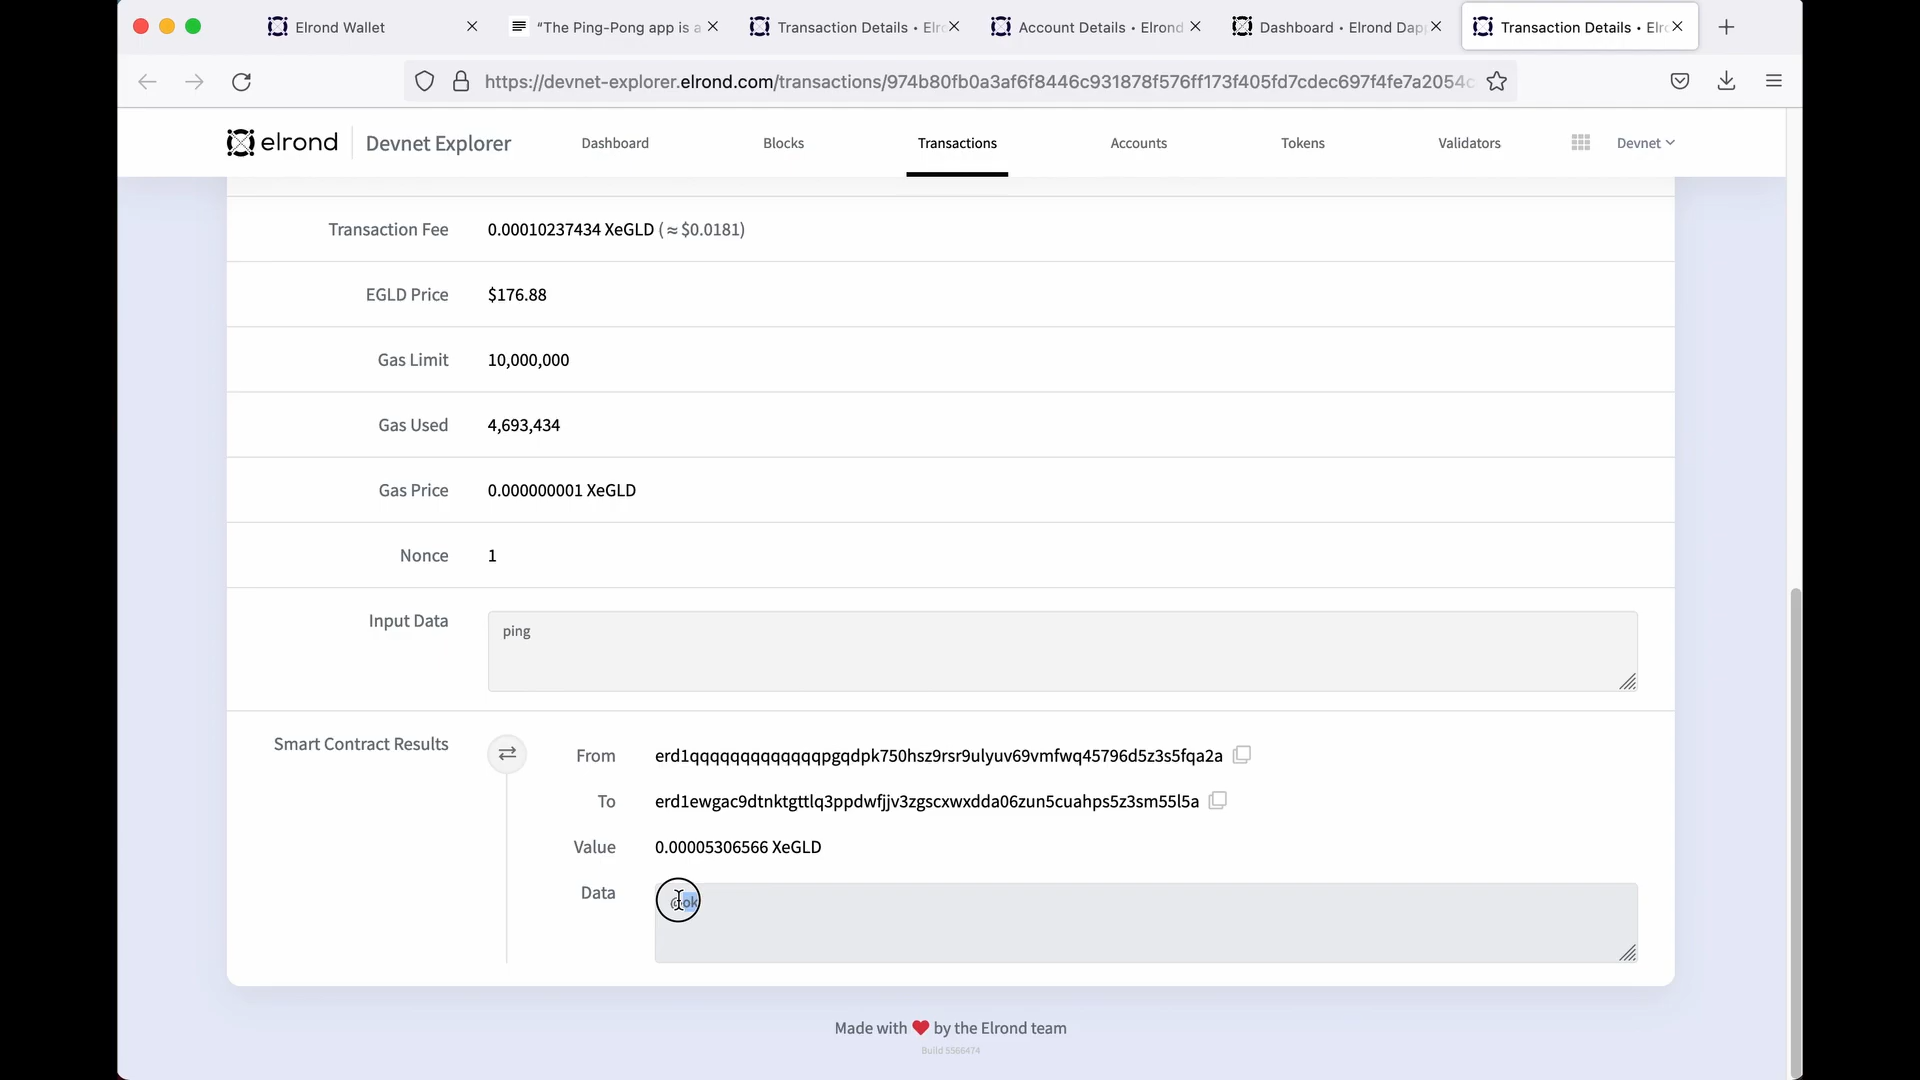 Elrond Wallet
“The Ping-Pong app is a
Transaction Details • Elr
Account Details • Elrond
Dashboard • Elrond Dap
Transaction Details • Elr
https://devnet-explorer.elrond.com/transactions/974b80fb0a3af6f8446c931878f576ff173f405fd7cdec697f4fe7a2054c
elrond
Devnet Explorer
Dashboard
Blocks
Transactions
Accounts
Tokens
Validators
Devnet
Transaction Fee 0.00010237434 XeGLD (≈ $0.0181)
EGLD Price $176.88
Gas Limit 10,000,000
Gas Used 4,693,434
Gas Price 0.000000001 XeGLD
Nonce 1
Input Data ping
Smart Contract Results
From erd1qqqqqqqqqqqqqpgqdpk750hsz9rsr9ulyuv69vmfwq45796d5z3s5fqa2a
To erd1ewgac9dtnktgttlq3ppdwfjjv3zgscxwxdda06zun5cuahps5z3sm55l5a
Value 0.00005306566 XeGLD
Data @ok
Made with ❤ by the Elrond team
Build 5566474